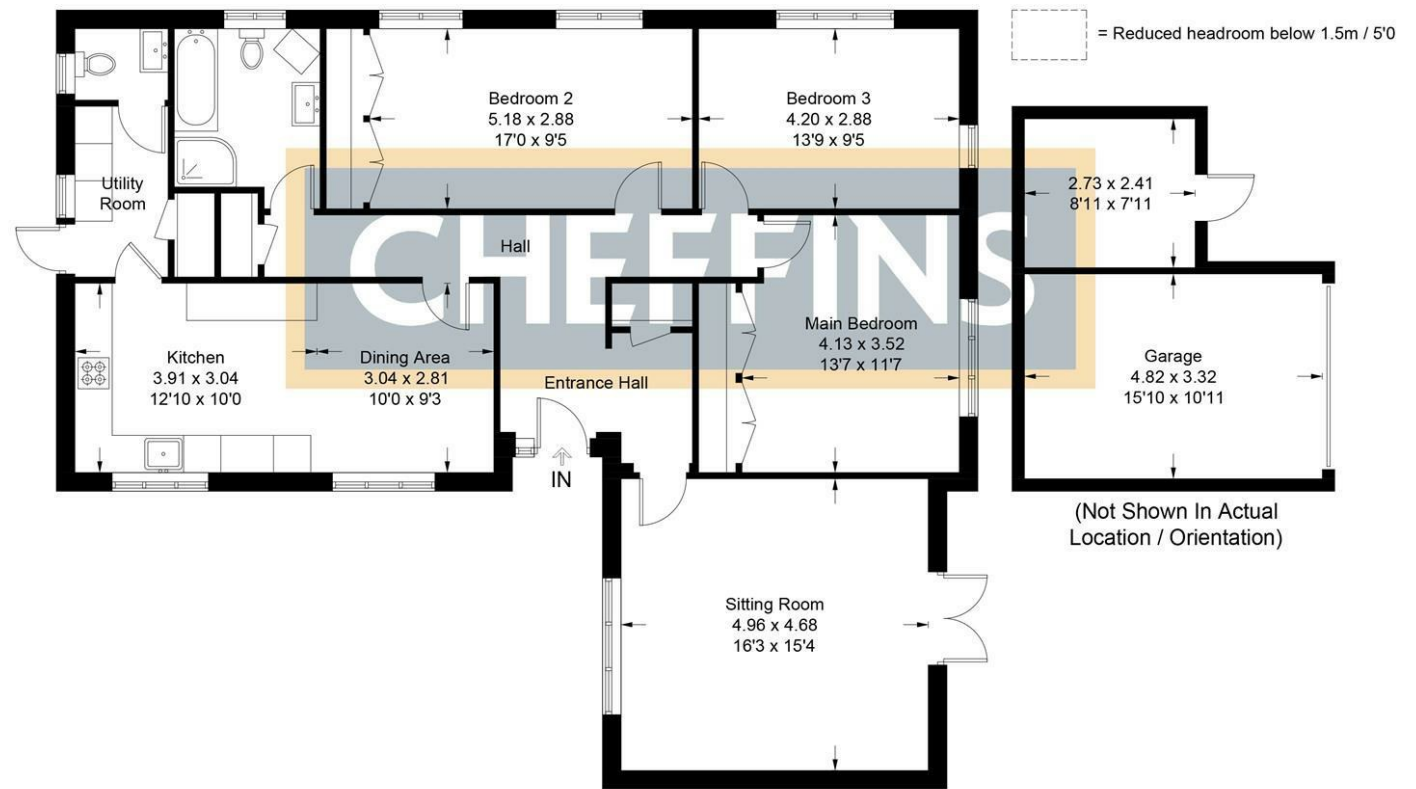 = Reduced headroom below 1.5m / 5'0
Bedroom 2
5.18 x 2.88
17'0 x 9'5
Bedroom 3
4.20 x 2.88
13'9 x 9'5
Utility
Room
2.73 x 2.41
8'11 x 7'11
Hall
CHEFFINS
Main Bedroom
4.13 x 3.52
13'7 x 11'7
Kitchen
3.91 x 3.04
12'10 x 10'0
Dining Area
3.04 x 2.81
10'0 x 9'3
Entrance Hall
Garage
4.82 x 3.32
15'10 x 10'11
IN
(Not Shown In Actual
Location / Orientation)
Sitting Room
4.96 x 4.68
16'3 x 15'4